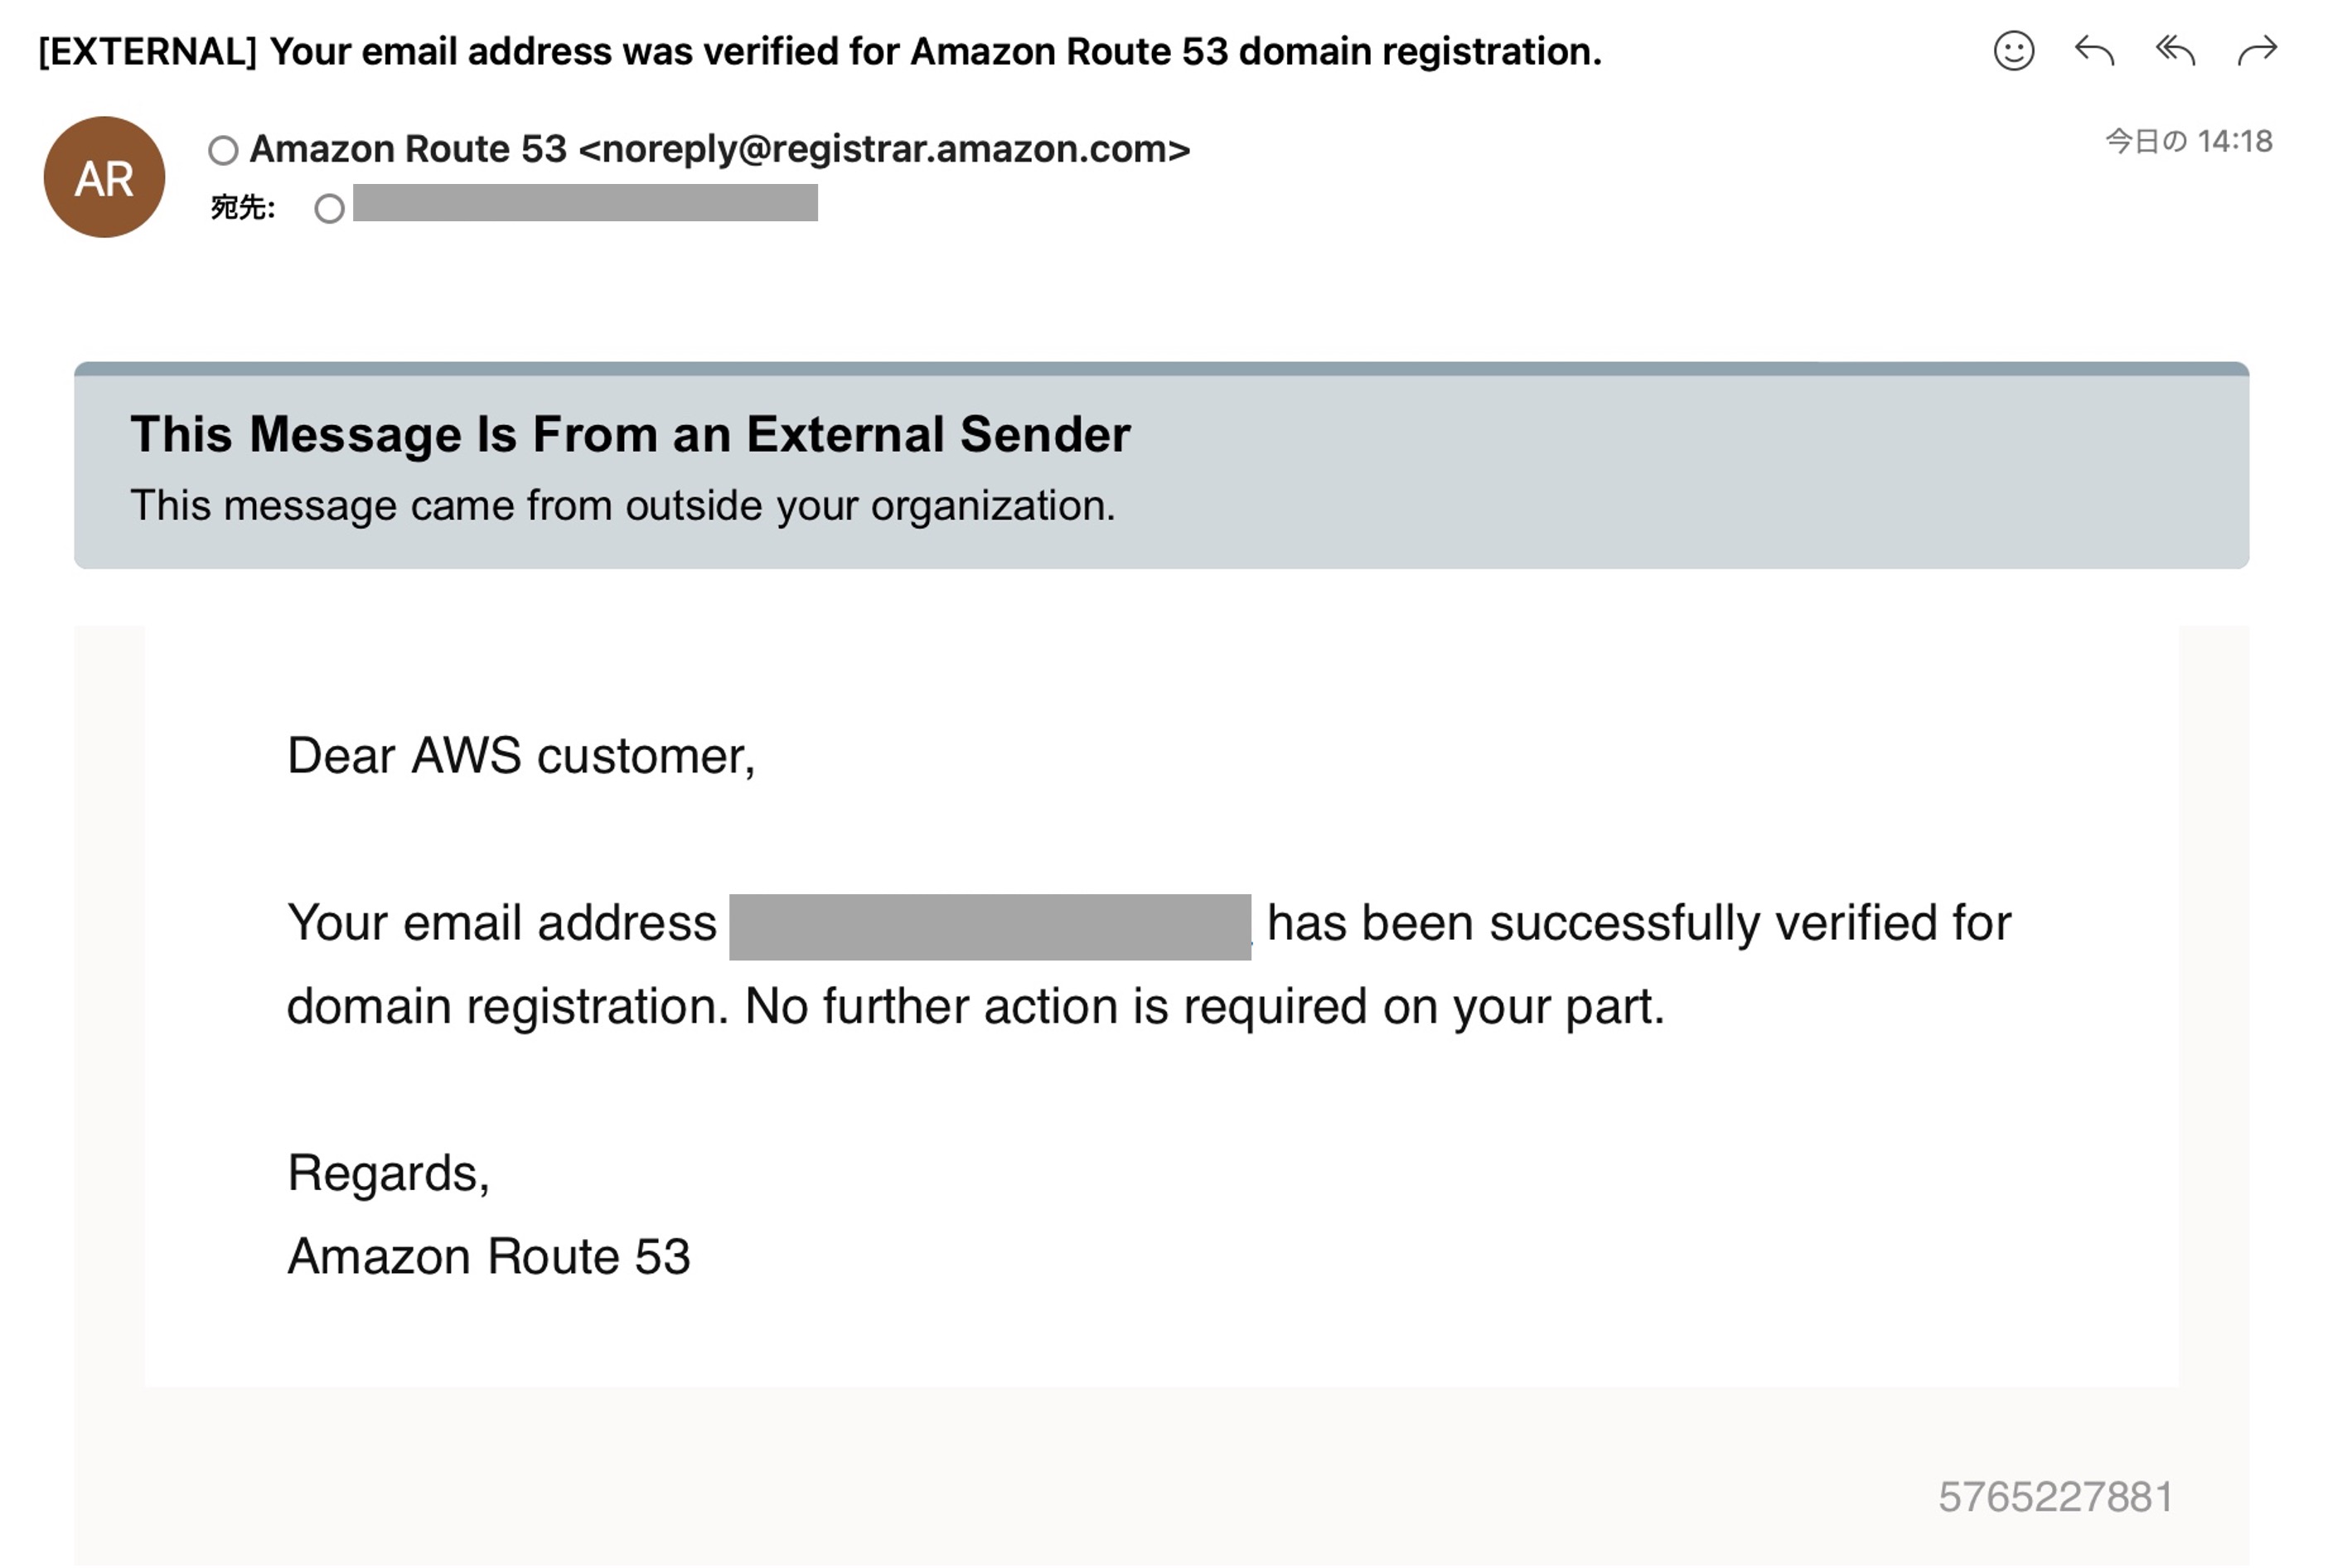 [EXTERNAL] Your email address was verified for Amazon Route 53 domain registration.
AR
Amazon Route 53 <noreply@registrar.amazon.com>
今日の 14:18
宛先:
This Message Is From an External Sender
This message came from outside your organization.
Dear AWS customer,
Your email address has been successfully verified for
domain registration. No further action is required on your part.
Regards,
Amazon Route 53
5765227881